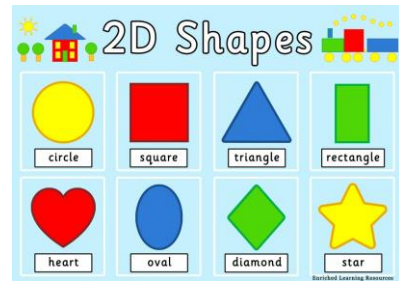 2D Shapes
circle
square
triangle
rectangle
heart
oval
diamond
star
Enriched Learning Resources